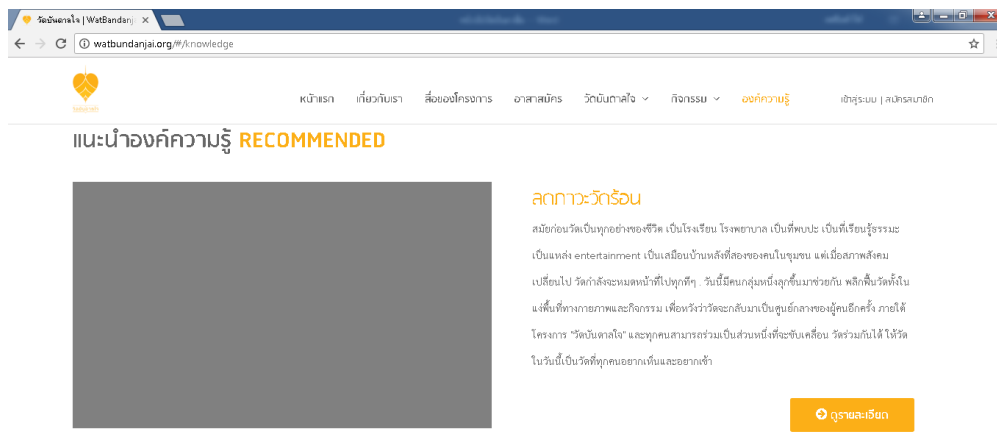 วัดบันดาลใจ | WatBandanj
watbundanjai.org/#/knowledge
หน้าแรก เกี่ยวกับเรา สื่อของโครงการ อาสาสมัคร วัดบันดาลใจ กิจกรรม องค์ความรู้ เข้าสู่ระบบ | สมัครสมาชิก
แนะนำองค์ความรู้ RECOMMENDED
ลดภาวะวัดร้อน
สมัยก่อนวัดเป็นทุกอย่างของชีวิต เป็นโรงเรียน โรงพยาบาล เป็นที่พบปะ เป็นที่เรียนรู้ธรรมะ
เป็นแหล่ง entertainment เป็นเสมือนบ้านหลังที่สองของคนในชุมชน แต่เมื่อสภาพสังคม
เปลี่ยนไป วัดกำลังจะหมดหน้าที่ไปทุกทีๆ . วันนี้มีคนกลุ่มหนึ่งลุกขึ้นมาช่วยกัน พลิกฟื้นวัดทั้งใน
แง่พื้นที่ทางกายภาพและกิจกรรม เพื่อหวังว่าวัดจะกลับมาเป็นศูนย์กลางของผู้คนอีกครั้ง ภายใต้
โครงการ "วัดบันดาลใจ" และทุกคนสามารถร่วมเป็นส่วนหนึ่งที่จะขับเคลื่อน วัดร่วมกันได้ ให้วัด
ในวันนี้เป็นวัดที่ทุกคนอยากเห็นและอยากเข้า
ดูรายละเอียด